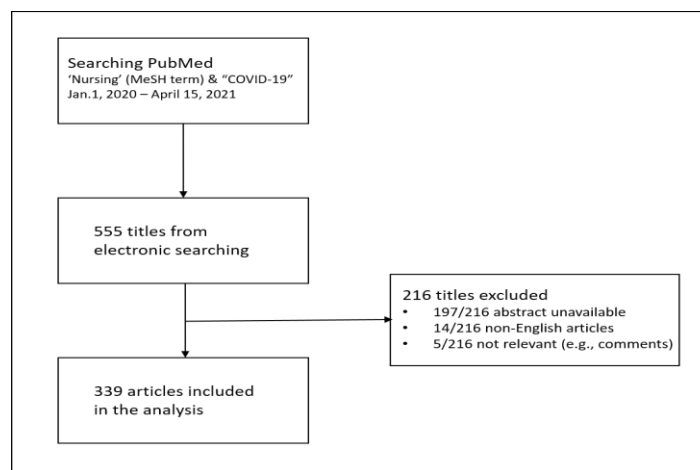 Searching PubMed
‘Nursing’ (MeSH term) & “COVID-19”
Jan.1, 2020 – April 15, 2021
555 titles from
electronic searching
216 titles excluded
• 197/216 abstract unavailable
• 14/216 non-English articles
• 5/216 not relevant (e.g., comments)
339 articles included
in the analysis